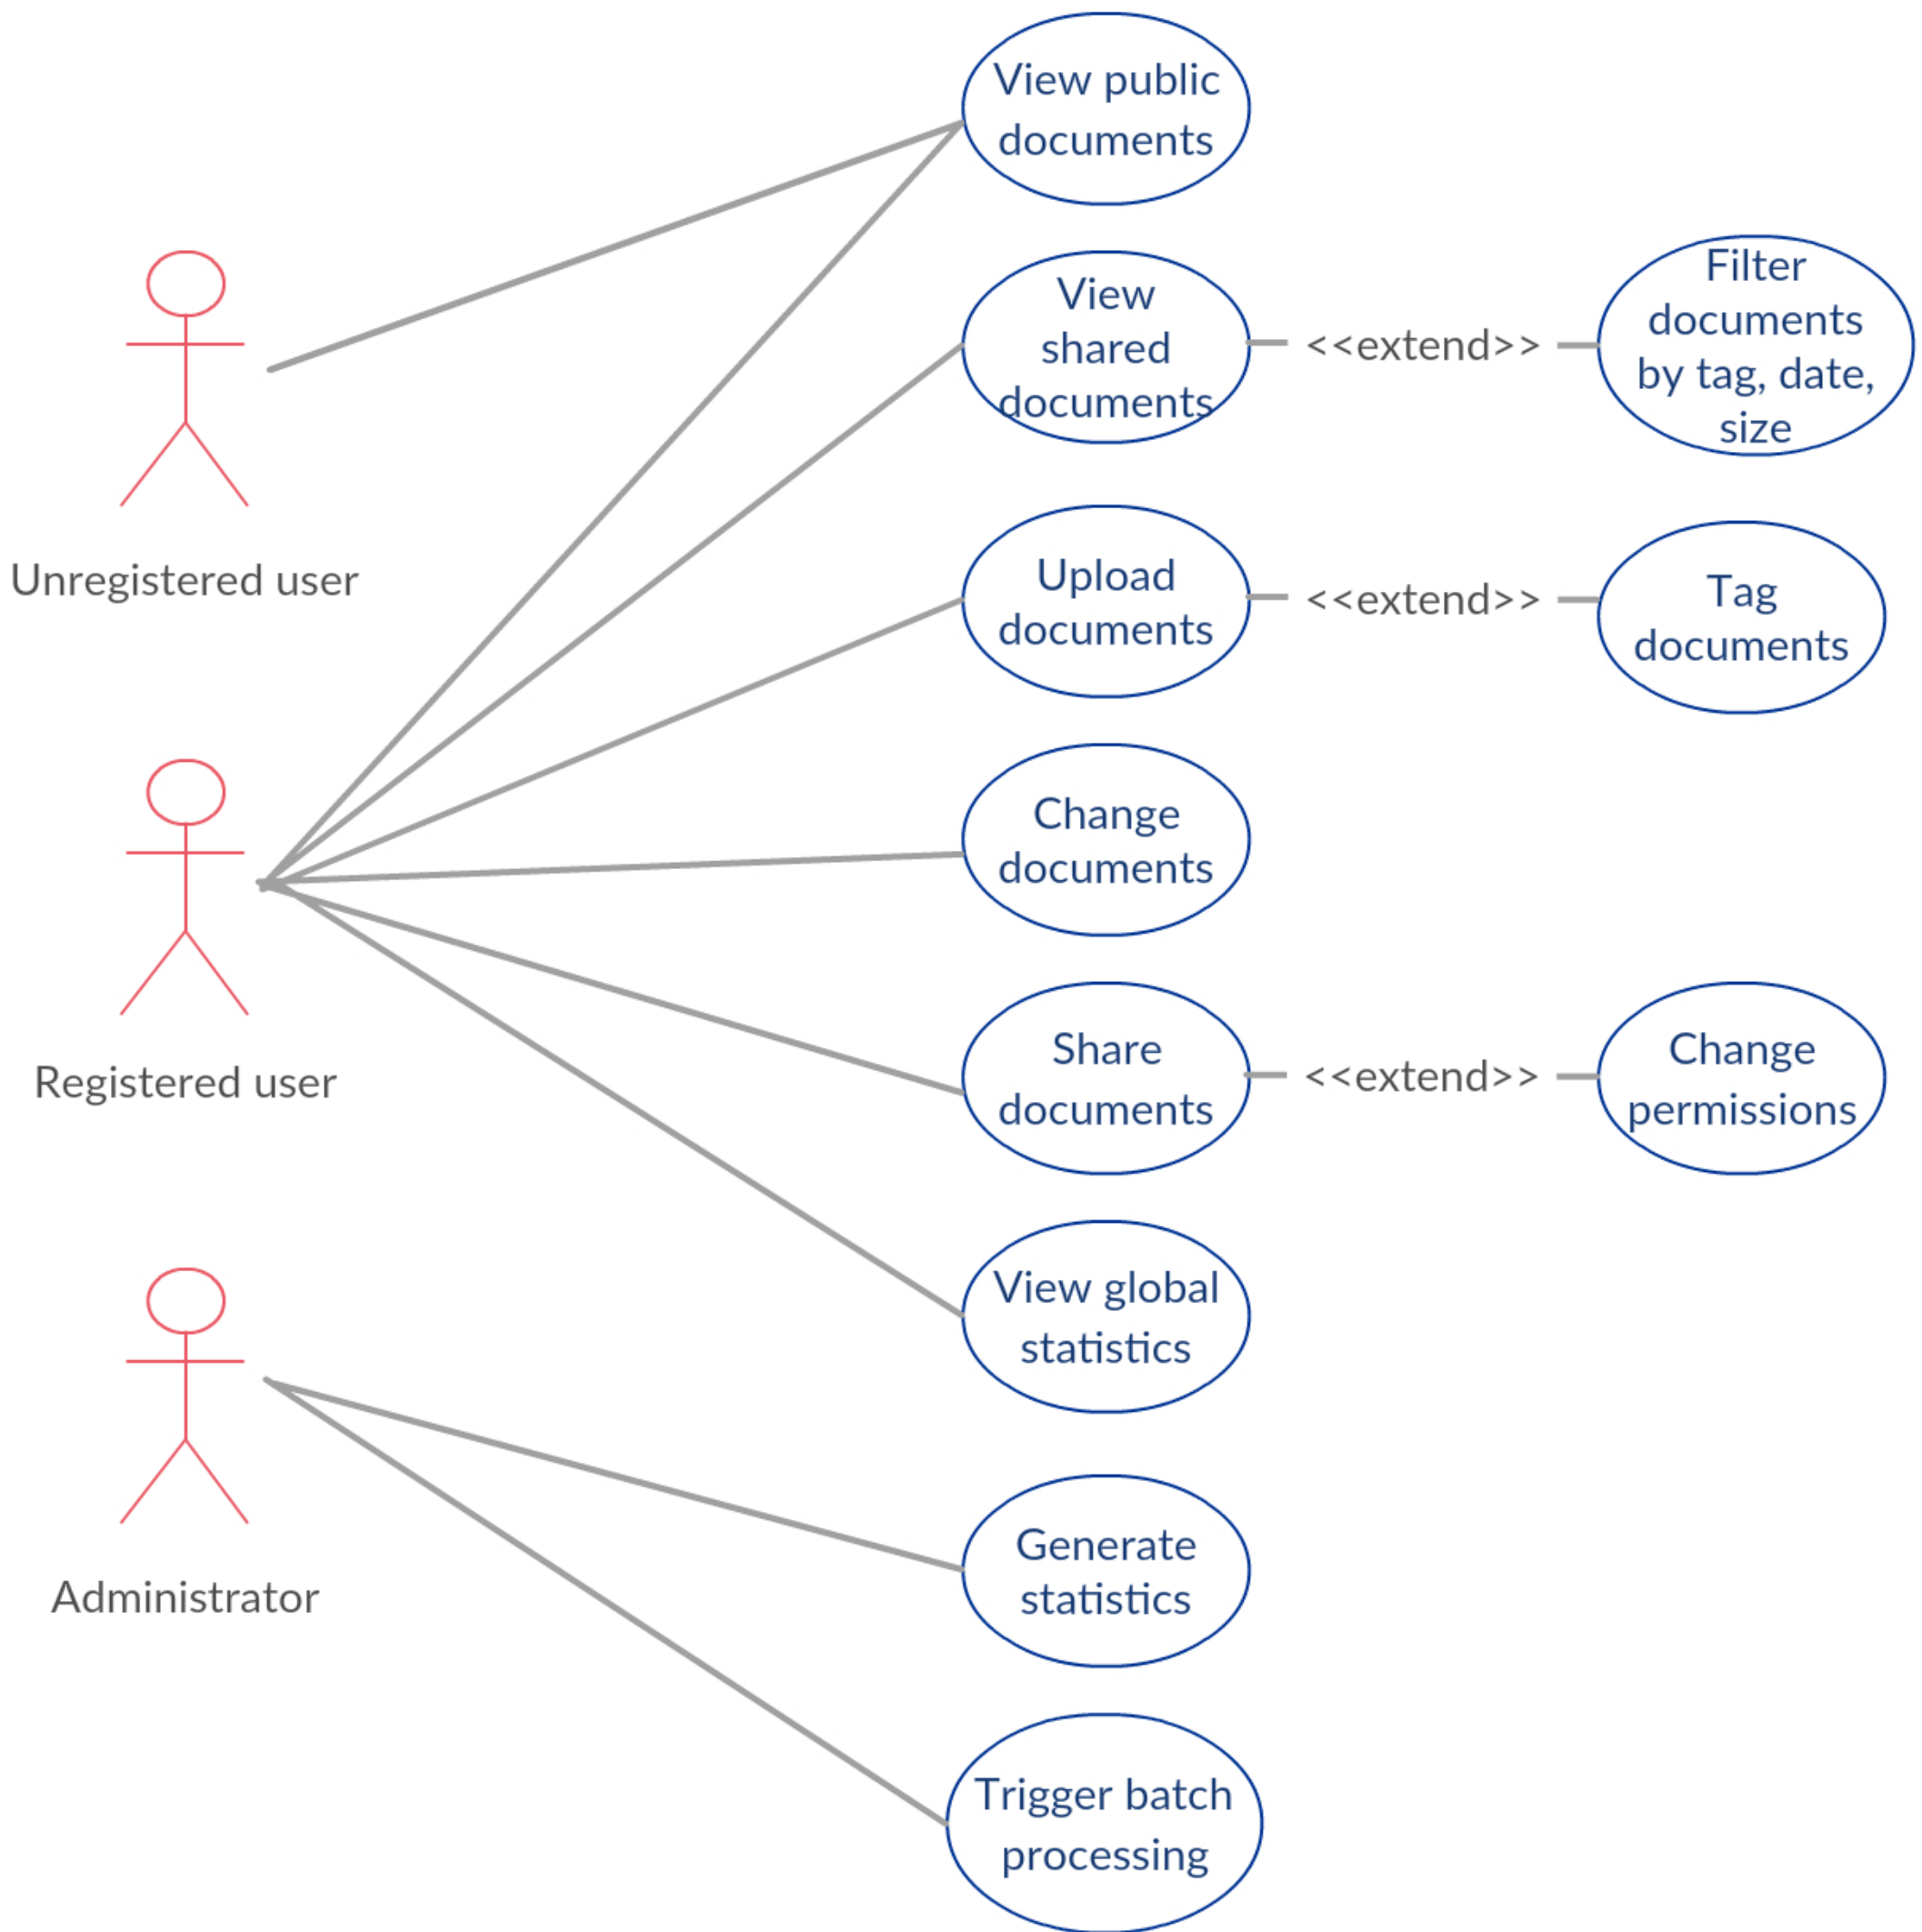 View public
documents
View
shared
documents
<<extend>>
Filter
documents
by tag, date,
size
Unregistered user
Upload
documents
<<extend>>
Tag
documents
Change
documents
Registered user
Share
documents
<<extend>>
Change
permissions
View global
statistics
Administrator
Generate
statistics
Trigger batch
processing